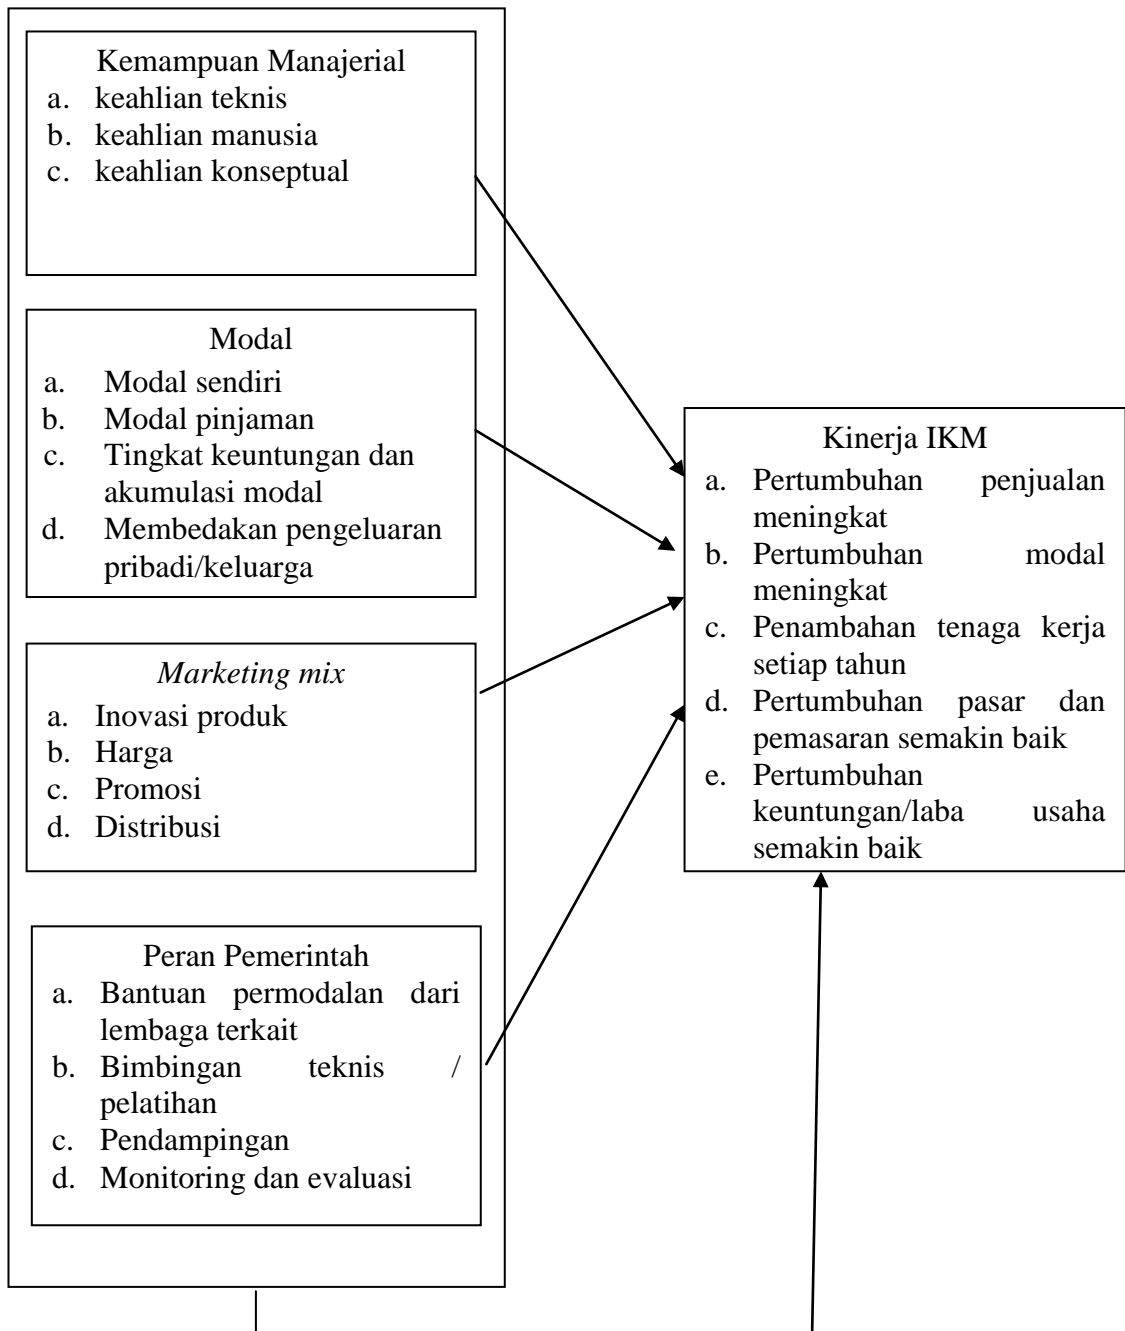 Kemampuan Manajerial
a. keahlian teknis
b. keahlian manusia
c. keahlian konseptual
Modal
a. Modal sendiri
b. Modal pinjaman
c. Tingkat keuntungan dan
akumulasi modal
d. Membedakan pengeluaran
pribadi/keluarga
Marketing mix
a. Inovasi produk
b. Harga
c. Promosi
d. Distribusi
Peran Pemerintah
a. Bantuan permodalan dari
lembaga terkait
b. Bimbingan teknis /
pelatihan
c. Pendampingan
d. Monitoring dan evaluasi
Kinerja IKM
a. Pertumbuhan penjualan
meningkat
b. Pertumbuhan modal
meningkat
c. Penambahan tenaga kerja
setiap tahun
d. Pertumbuhan pasar dan
pemasaran semakin baik
e. Pertumbuhan
keuntungan/laba usaha
semakin baik